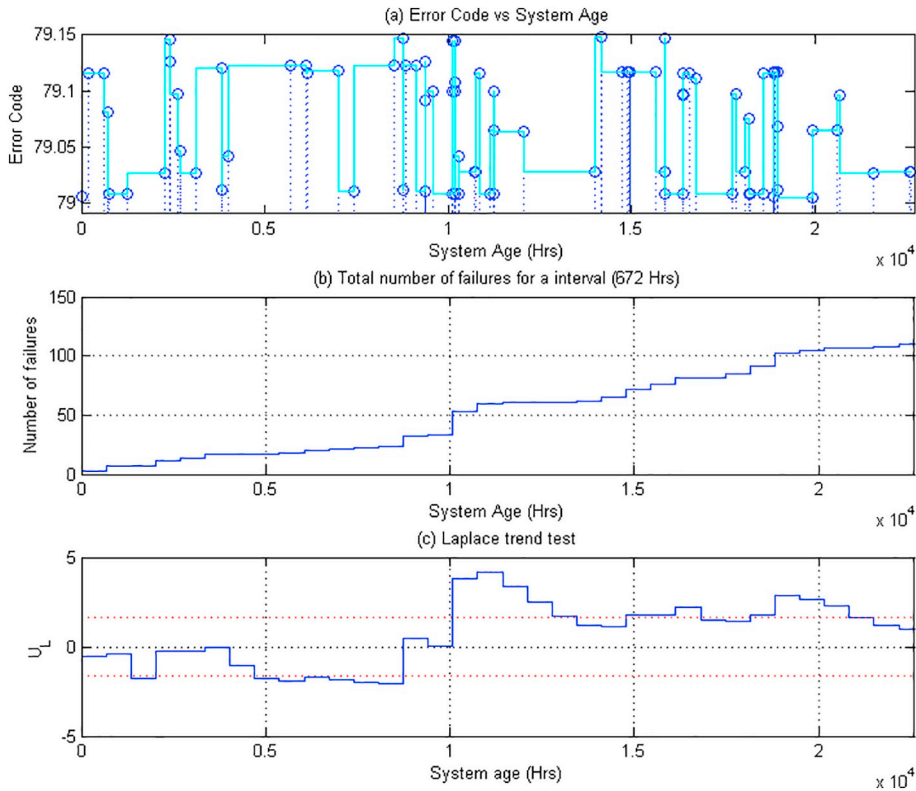 (a) Error Code vs System Age
79.15
79.1
79.05
79
Error Code
0 0.5 1 1.5 2
System Age (Hrs)
x 10^4
(b) Total number of failures for a interval (672 Hrs)
150
100
50
0
Number of failures
0 0.5 1 1.5 2
System Age (Hrs)
x 10^4
(c) Laplace trend test
5
0
-5
U_L
0 0.5 1 1.5 2
System age (Hrs)
x 10^4